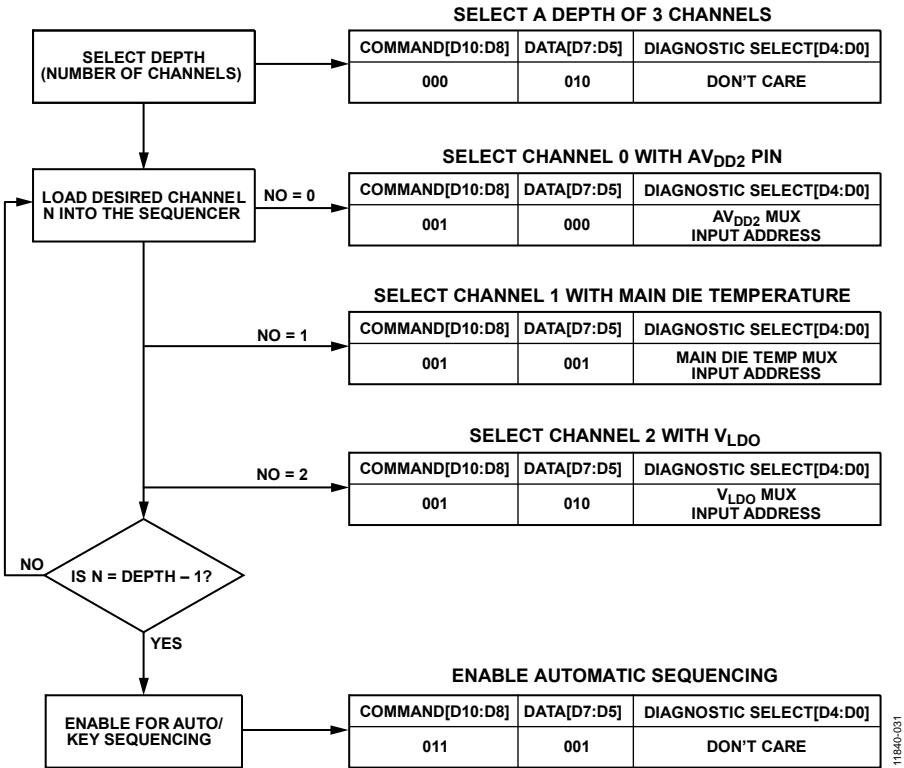 SELECT A DEPTH OF 3 CHANNELS
SELECT DEPTH
(NUMBER OF CHANNELS)
COMMAND[D10:D8] DATA[D7:D5] DIAGNOSTIC SELECT[D4:D0]
000 010 DON'T CARE
SELECT CHANNEL 0 WITH AVDD2 PIN
LOAD DESIRED CHANNEL
N INTO THE SEQUENCER
NO = 0
COMMAND[D10:D8] DATA[D7:D5] DIAGNOSTIC SELECT[D4:D0]
001 000 AVDD2 MUX
INPUT ADDRESS
SELECT CHANNEL 1 WITH MAIN DIE TEMPERATURE
NO = 1
COMMAND[D10:D8] DATA[D7:D5] DIAGNOSTIC SELECT[D4:D0]
001 001 MAIN DIE TEMP MUX
INPUT ADDRESS
SELECT CHANNEL 2 WITH VLDO
NO = 2
COMMAND[D10:D8] DATA[D7:D5] DIAGNOSTIC SELECT[D4:D0]
001 010 VLDO MUX
INPUT ADDRESS
NO
IS N = DEPTH – 1?
YES
ENABLE AUTOMATIC SEQUENCING
ENABLE FOR AUTO/
KEY SEQUENCING
COMMAND[D10:D8] DATA[D7:D5] DIAGNOSTIC SELECT[D4:D0]
011 001 DON'T CARE
11840-031